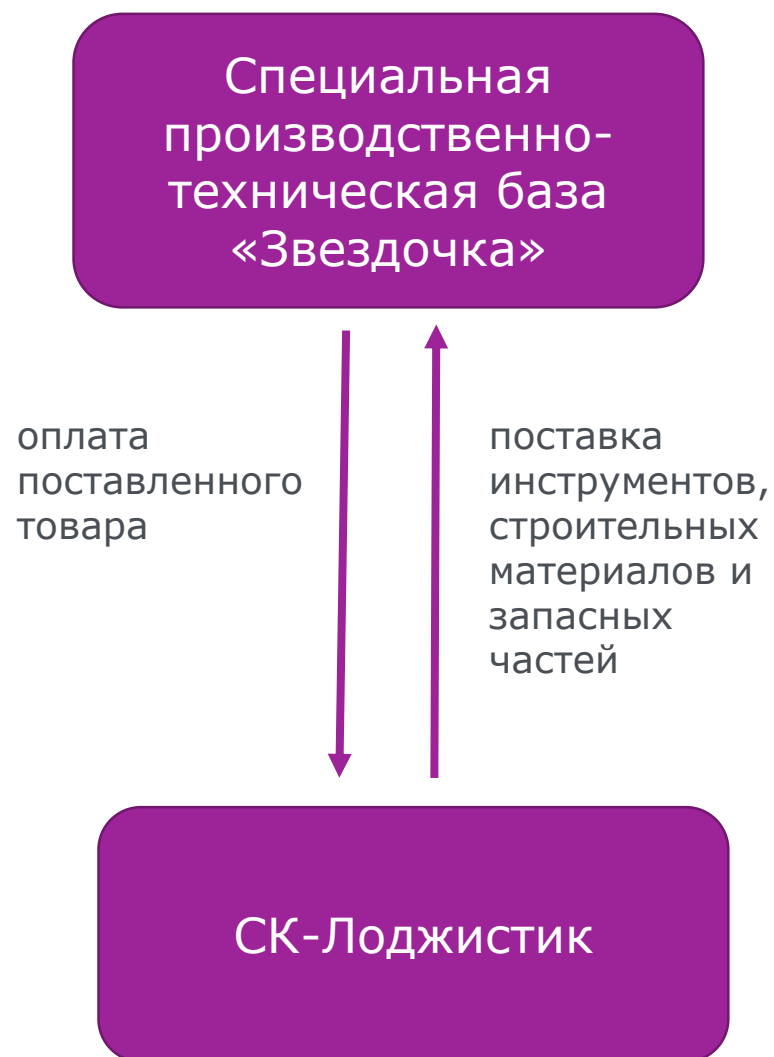 Специальная
производственно-
техническая база
«Звездочка»
оплата
поставленного
товара
поставка
инструментов,
строительных
материалов и
запасных
частей
СК-Лоджистик